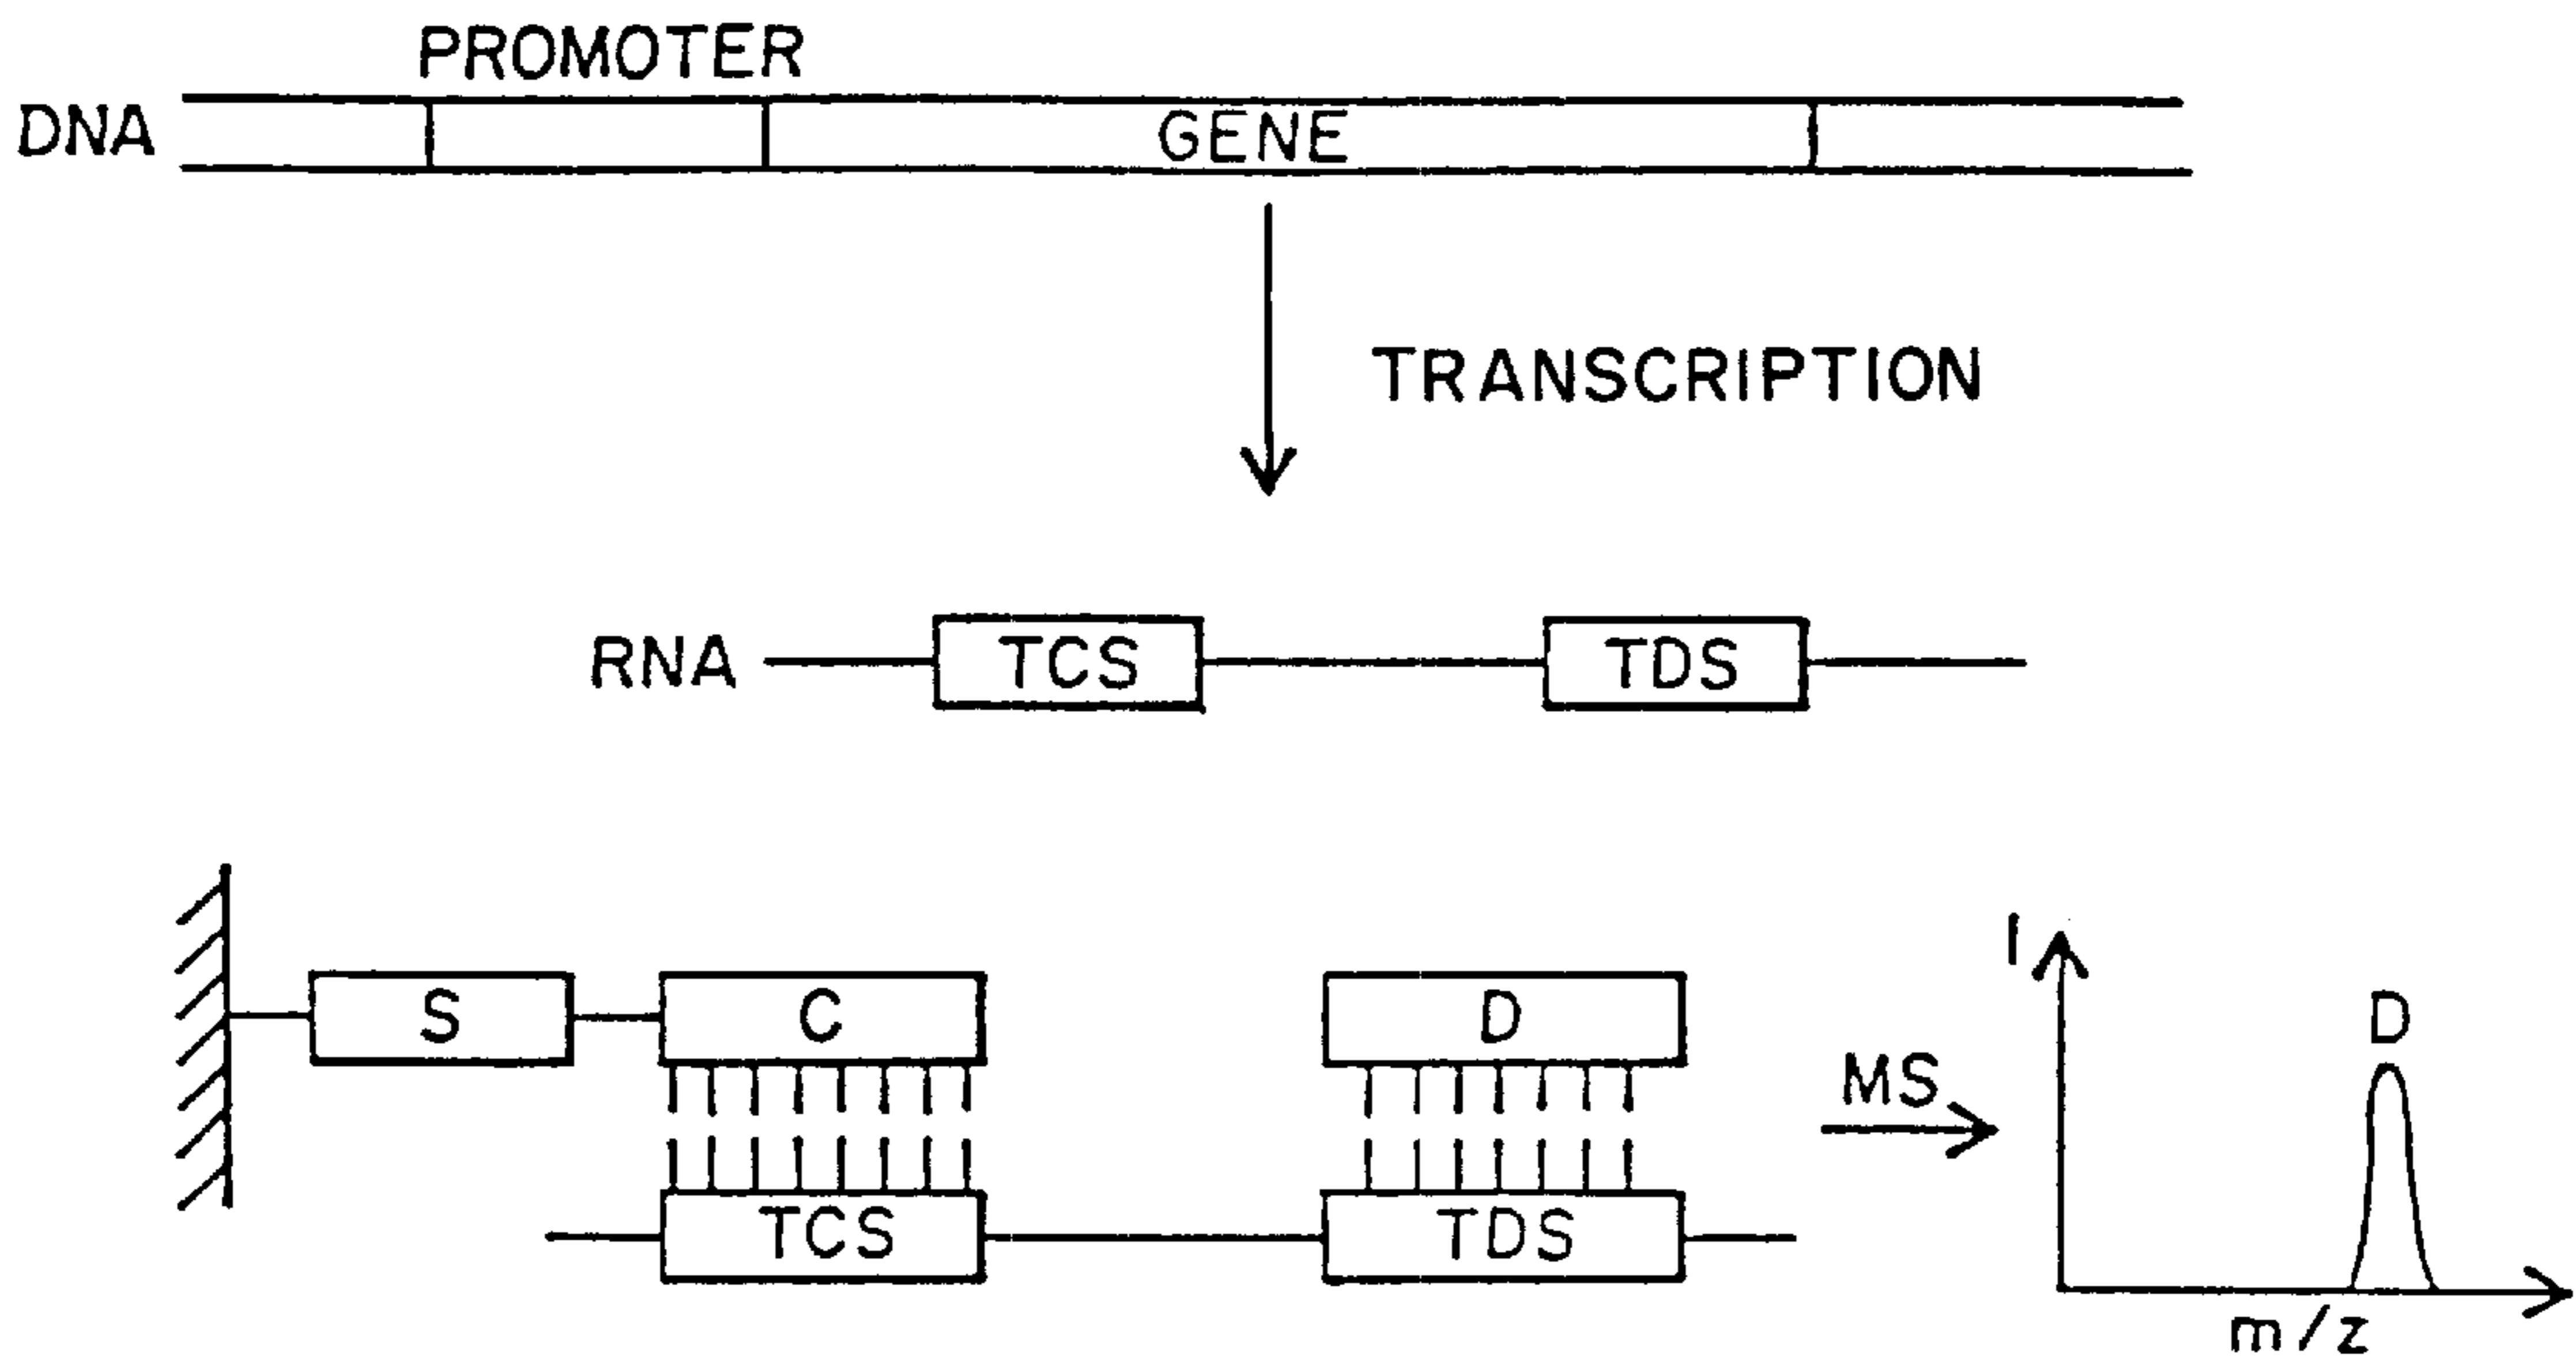 PROMOTER
DNA
GENE
TRANSCRIPTION
RNA
TCS
TDS
S
C
D
TCS
TDS
MS
I
D
m/z